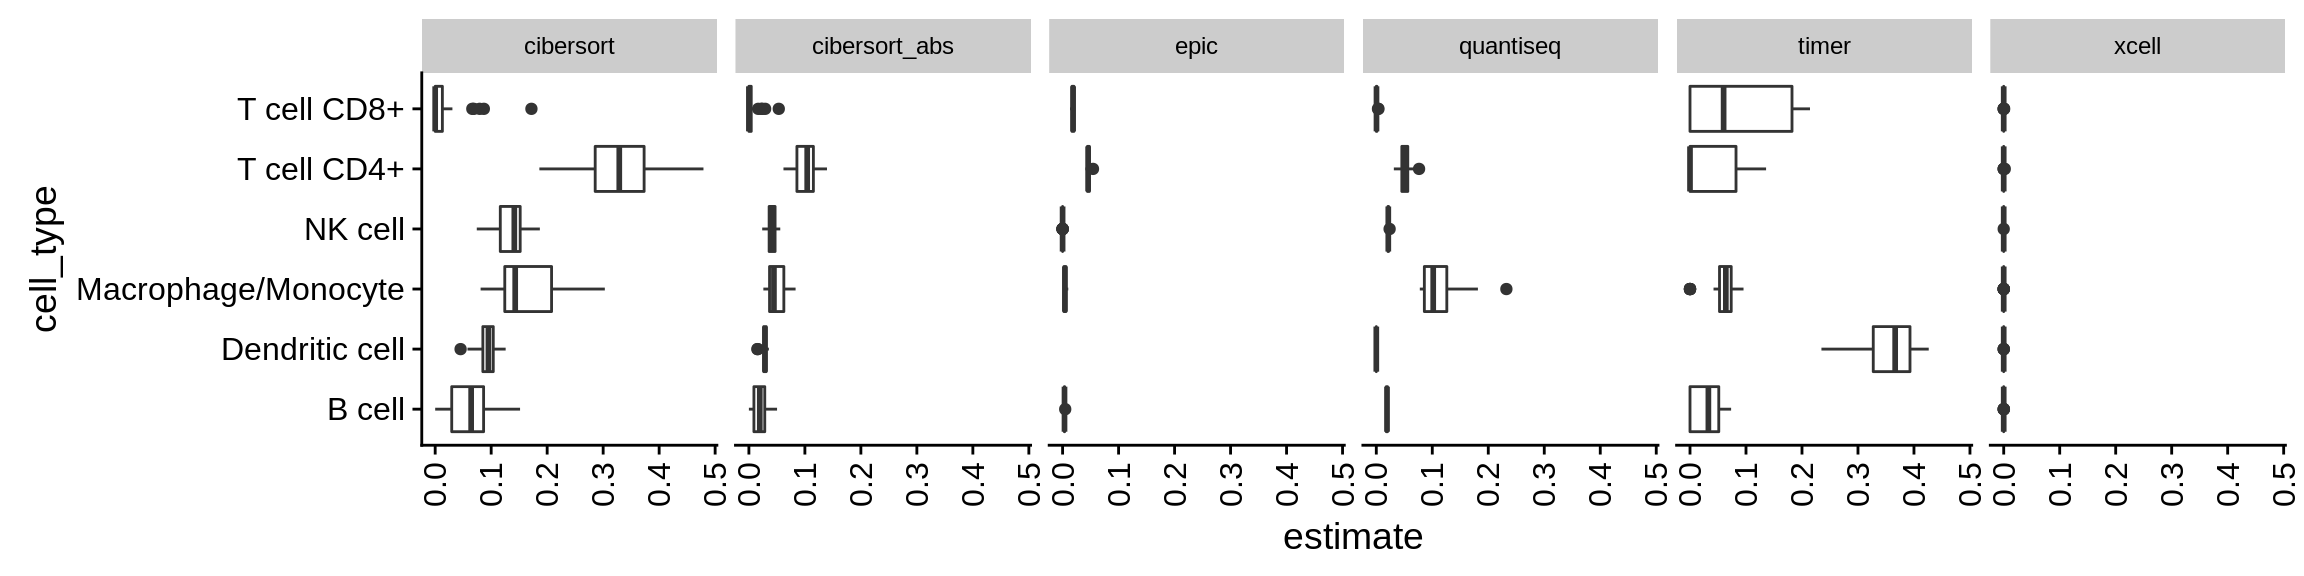 cibersort cibersort_abs epic quantiseq timer xcell
T cell CD8+
T cell CD4+
NK cell
Macrophage/Monocyte
Dendritic cell
B cell
cell_type
0.0 0.1 0.2 0.3 0.4 0.5 0.0 0.1 0.2 0.3 0.4 0.5 0.0 0.1 0.2 0.3 0.4 0.5 0.0 0.1 0.2 0.3 0.4 0.5 0.0 0.1 0.2 0.3 0.4 0.5 0.0 0.1 0.2 0.3 0.4 0.5
estimate